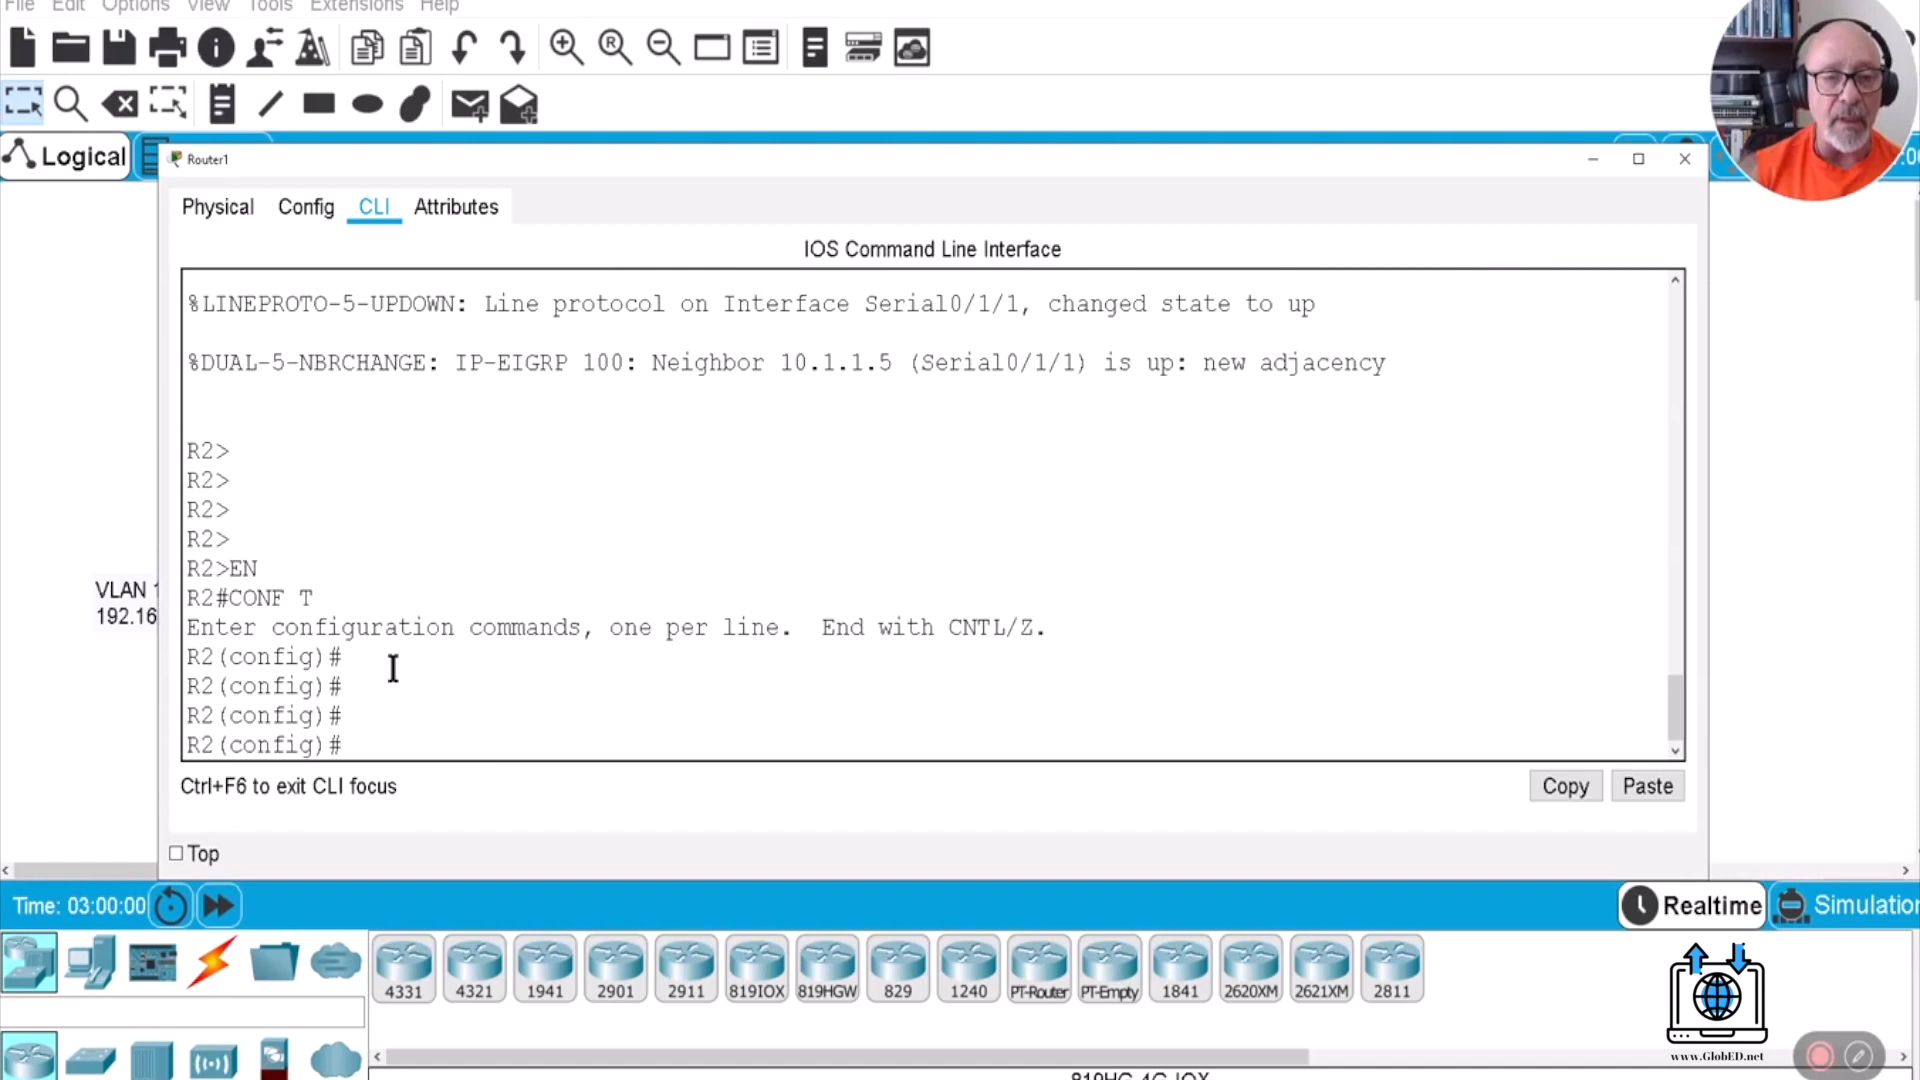 File Edit Options View Tools Extensions Help
Logical
Router1
Physical Config CLI Attributes
IOS Command Line Interface
%LINEPROTO-5-UPDOWN: Line protocol on Interface Serial0/1/1, changed state to up
%DUAL-5-NBRCHANGE: IP-EIGRP 100: Neighbor 10.1.1.5 (Serial0/1/1) is up: new adjacency
R2>
R2>
R2>
R2>
R2>EN
R2#CONF T
Enter configuration commands, one per line. End with CNTL/Z.
R2(config)#
R2(config)#
R2(config)#
R2(config)#
VLAN 1
192.16
Ctrl+F6 to exit CLI focus
Copy Paste
Top
Time: 03:00:00
Realtime Simulation
4331 4321 1941 2901 2911 819IOX 819HGW 829 1240 PT-Router PT-Empty 1841 2620XM 2621XM 2811
www.GlobED.net
819HG-4G-IOX